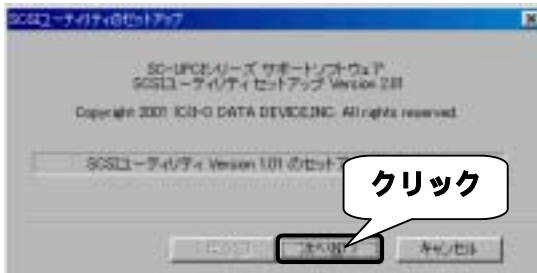 SCSIユーティリティのセットアップ
SC-UPCIシリーズ サポートソフトウェア
SCSIユーティリティ セットアップ Version 2.01
Copyright 2001 (C) I-O DATA DEVICE,INC. All rights reserved.
SCSIユーティリティ Version 1.01 のセットア
クリック
次へ(N) >
キャンセル